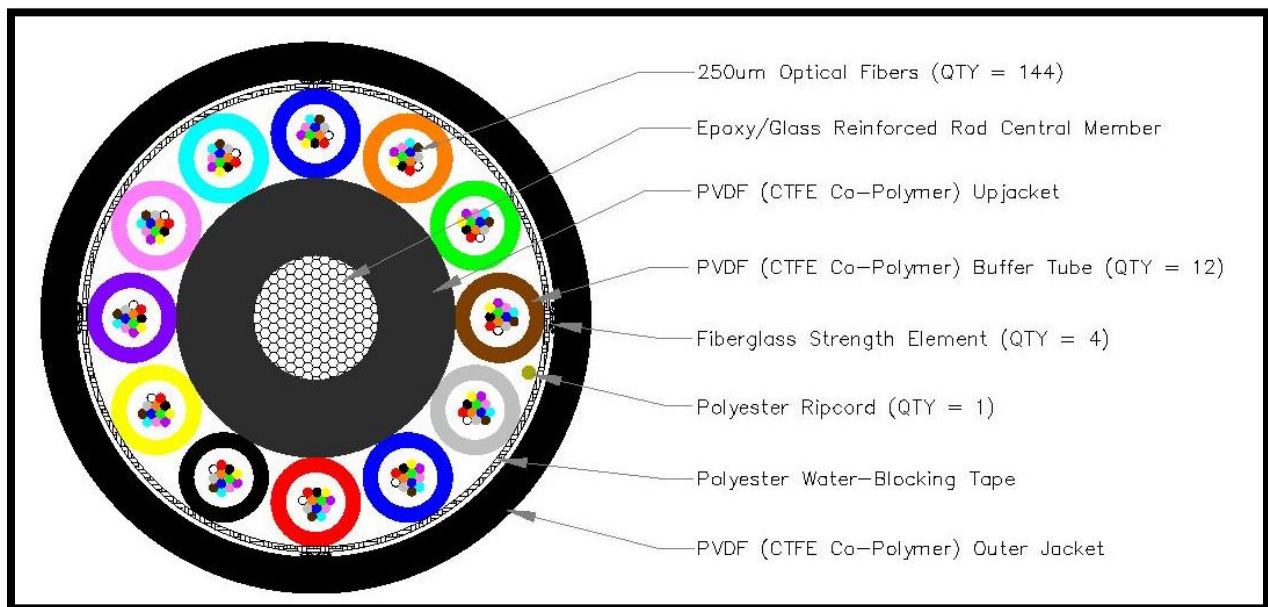 250um Optical Fibers (QTY = 144)
Epoxy/Glass Reinforced Rod Central Member
PVDF (CTFE Co-Polymer) Upjacket
PVDF (CTFE Co-Polymer) Buffer Tube (QTY = 12)
Fiberglass Strength Element (QTY = 4)
Polyester Ripcord (QTY = 1)
Polyester Water-Blocking Tape
PVDF (CTFE Co-Polymer) Outer Jacket